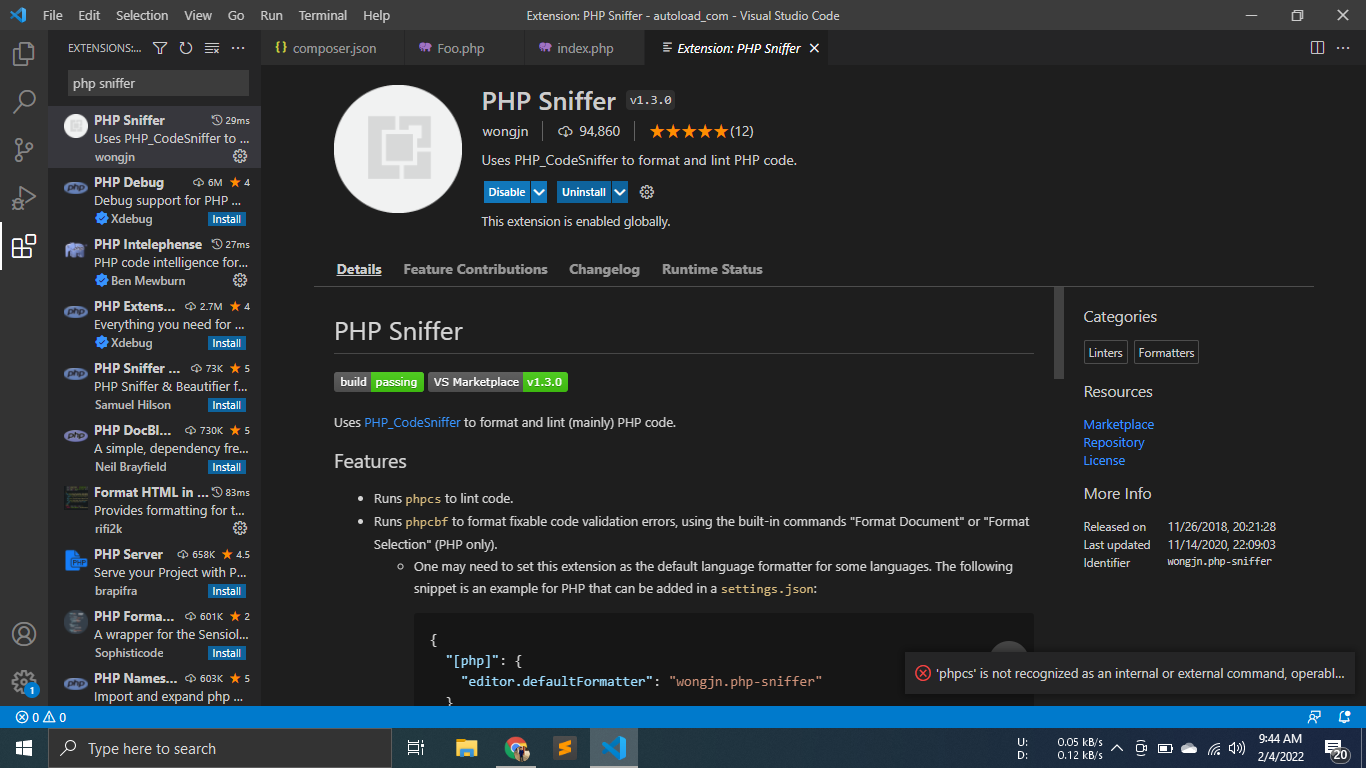 File Edit Selection View Go Run Terminal Help
Extension: PHP Sniffer - autoload_com - Visual Studio Code
EXTENSIONS:...
php sniffer
PHP Sniffer 29ms
Uses PHP_CodeSniffer to ...
wongjn
PHP Debug 6M 4
Debug support for PHP ...
Xdebug Install
PHP Intelephense 27ms
PHP code intelligence for...
Ben Mewburn
PHP Extens... 2.7M 4
Everything you need for ...
Xdebug Install
PHP Sniffer ... 73K 5
PHP Sniffer & Beautifier f...
Samuel Hilson Install
PHP DocBl... 730K 5
A simple, dependency fre...
Neil Brayfield Install
Format HTML in ... 83ms
Provides formatting for t...
rifi2k
PHP Server 658K 4.5
Serve your Project with P...
brapifra Install
PHP Forma... 601K 2
A wrapper for the Sensiol...
Sophisticode Install
PHP Names... 603K 5
Import and expand php ...
{} composer.json Foo.php index.php Extension: PHP Sniffer
PHP Sniffer v1.3.0
wongjn 94,860 (12)
Uses PHP_CodeSniffer to format and lint PHP code.
Disable Uninstall
This extension is enabled globally.
Details Feature Contributions Changelog Runtime Status
PHP Sniffer
build passing VS Marketplace v1.3.0
Uses PHP_CodeSniffer to format and lint (mainly) PHP code.
Features
• Runs phpcs to lint code.
• Runs phpcbf to format fixable code validation errors, using the built-in commands "Format Document" or "Format
Selection" (PHP only).
◦ One may need to set this extension as the default language formatter for some languages. The following
snippet is an example for PHP that can be added in a settings.json:
{
"[php]": {
"editor.defaultFormatter": "wongjn.php-sniffer"
}
Categories
Linters Formatters
Resources
Marketplace
Repository
License
More Info
Released on 11/26/2018, 20:21:28
Last updated 11/14/2020, 22:09:03
Identifier wongjn.php-sniffer
'phpcs' is not recognized as an internal or external command, operabl...
1
0 0
Type here to search
U: 0.05 kB/s
D: 0.12 kB/s
9:44 AM
2/4/2022
20